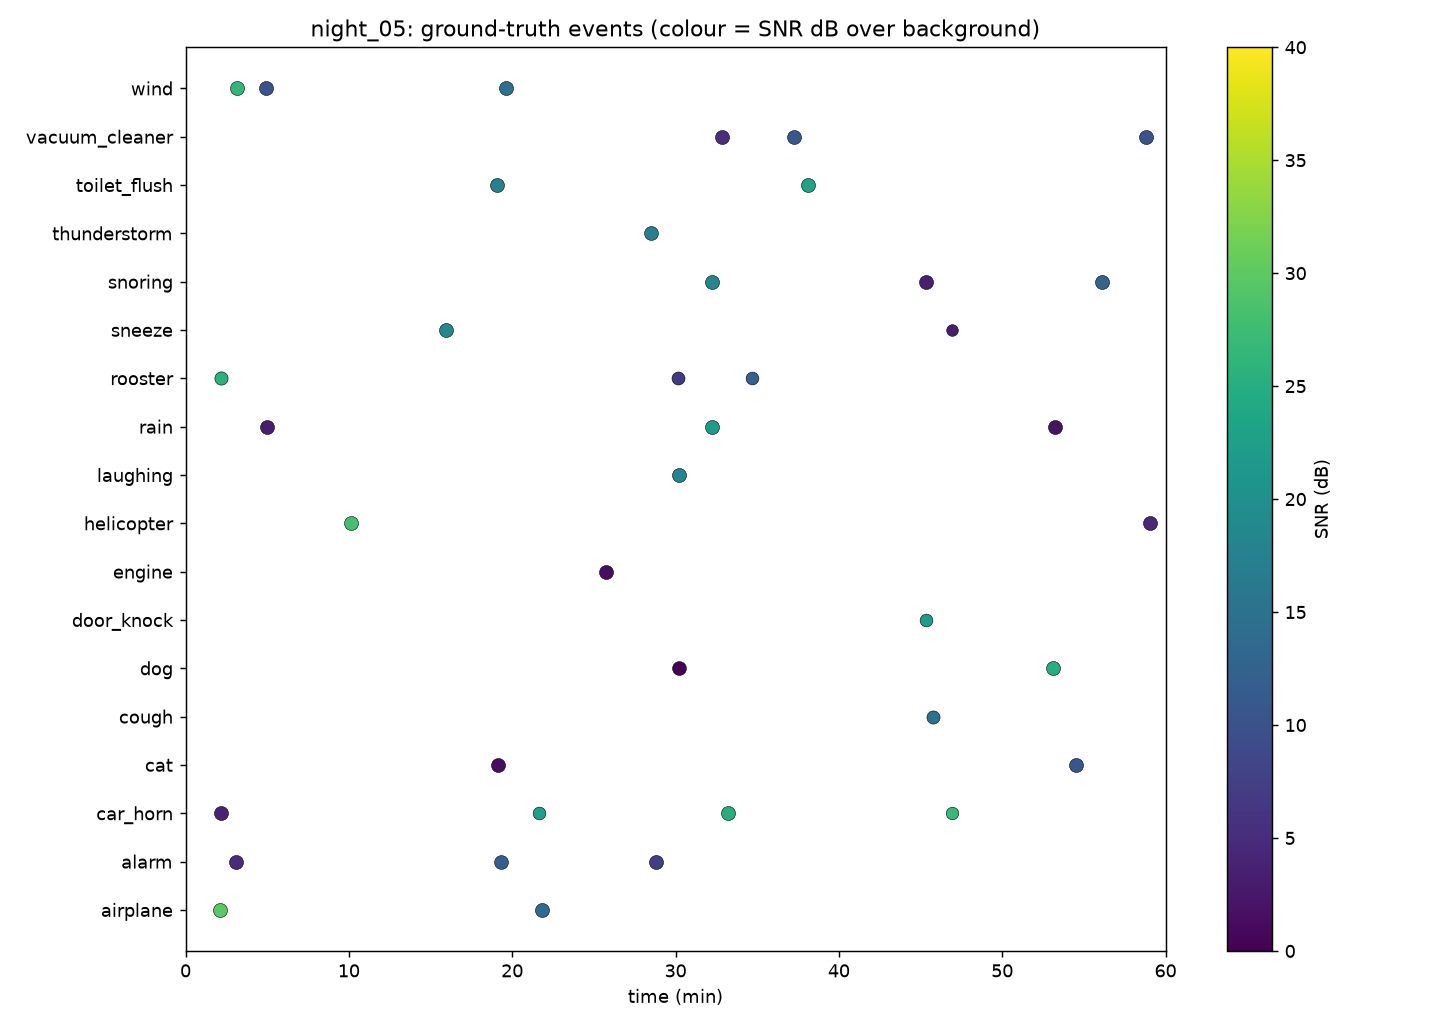 night_05: ground-truth events (colour = SNR dB over background)
wind
vacuum_cleaner
toilet_flush
thunderstorm
snoring
sneeze
rooster
rain
laughing
helicopter
engine
door_knock
dog
cough
cat
car_horn
alarm
airplane
0 10 20 30 40 50 60
time (min)
40
35
30
25
20
15
10
5
0
SNR (dB)